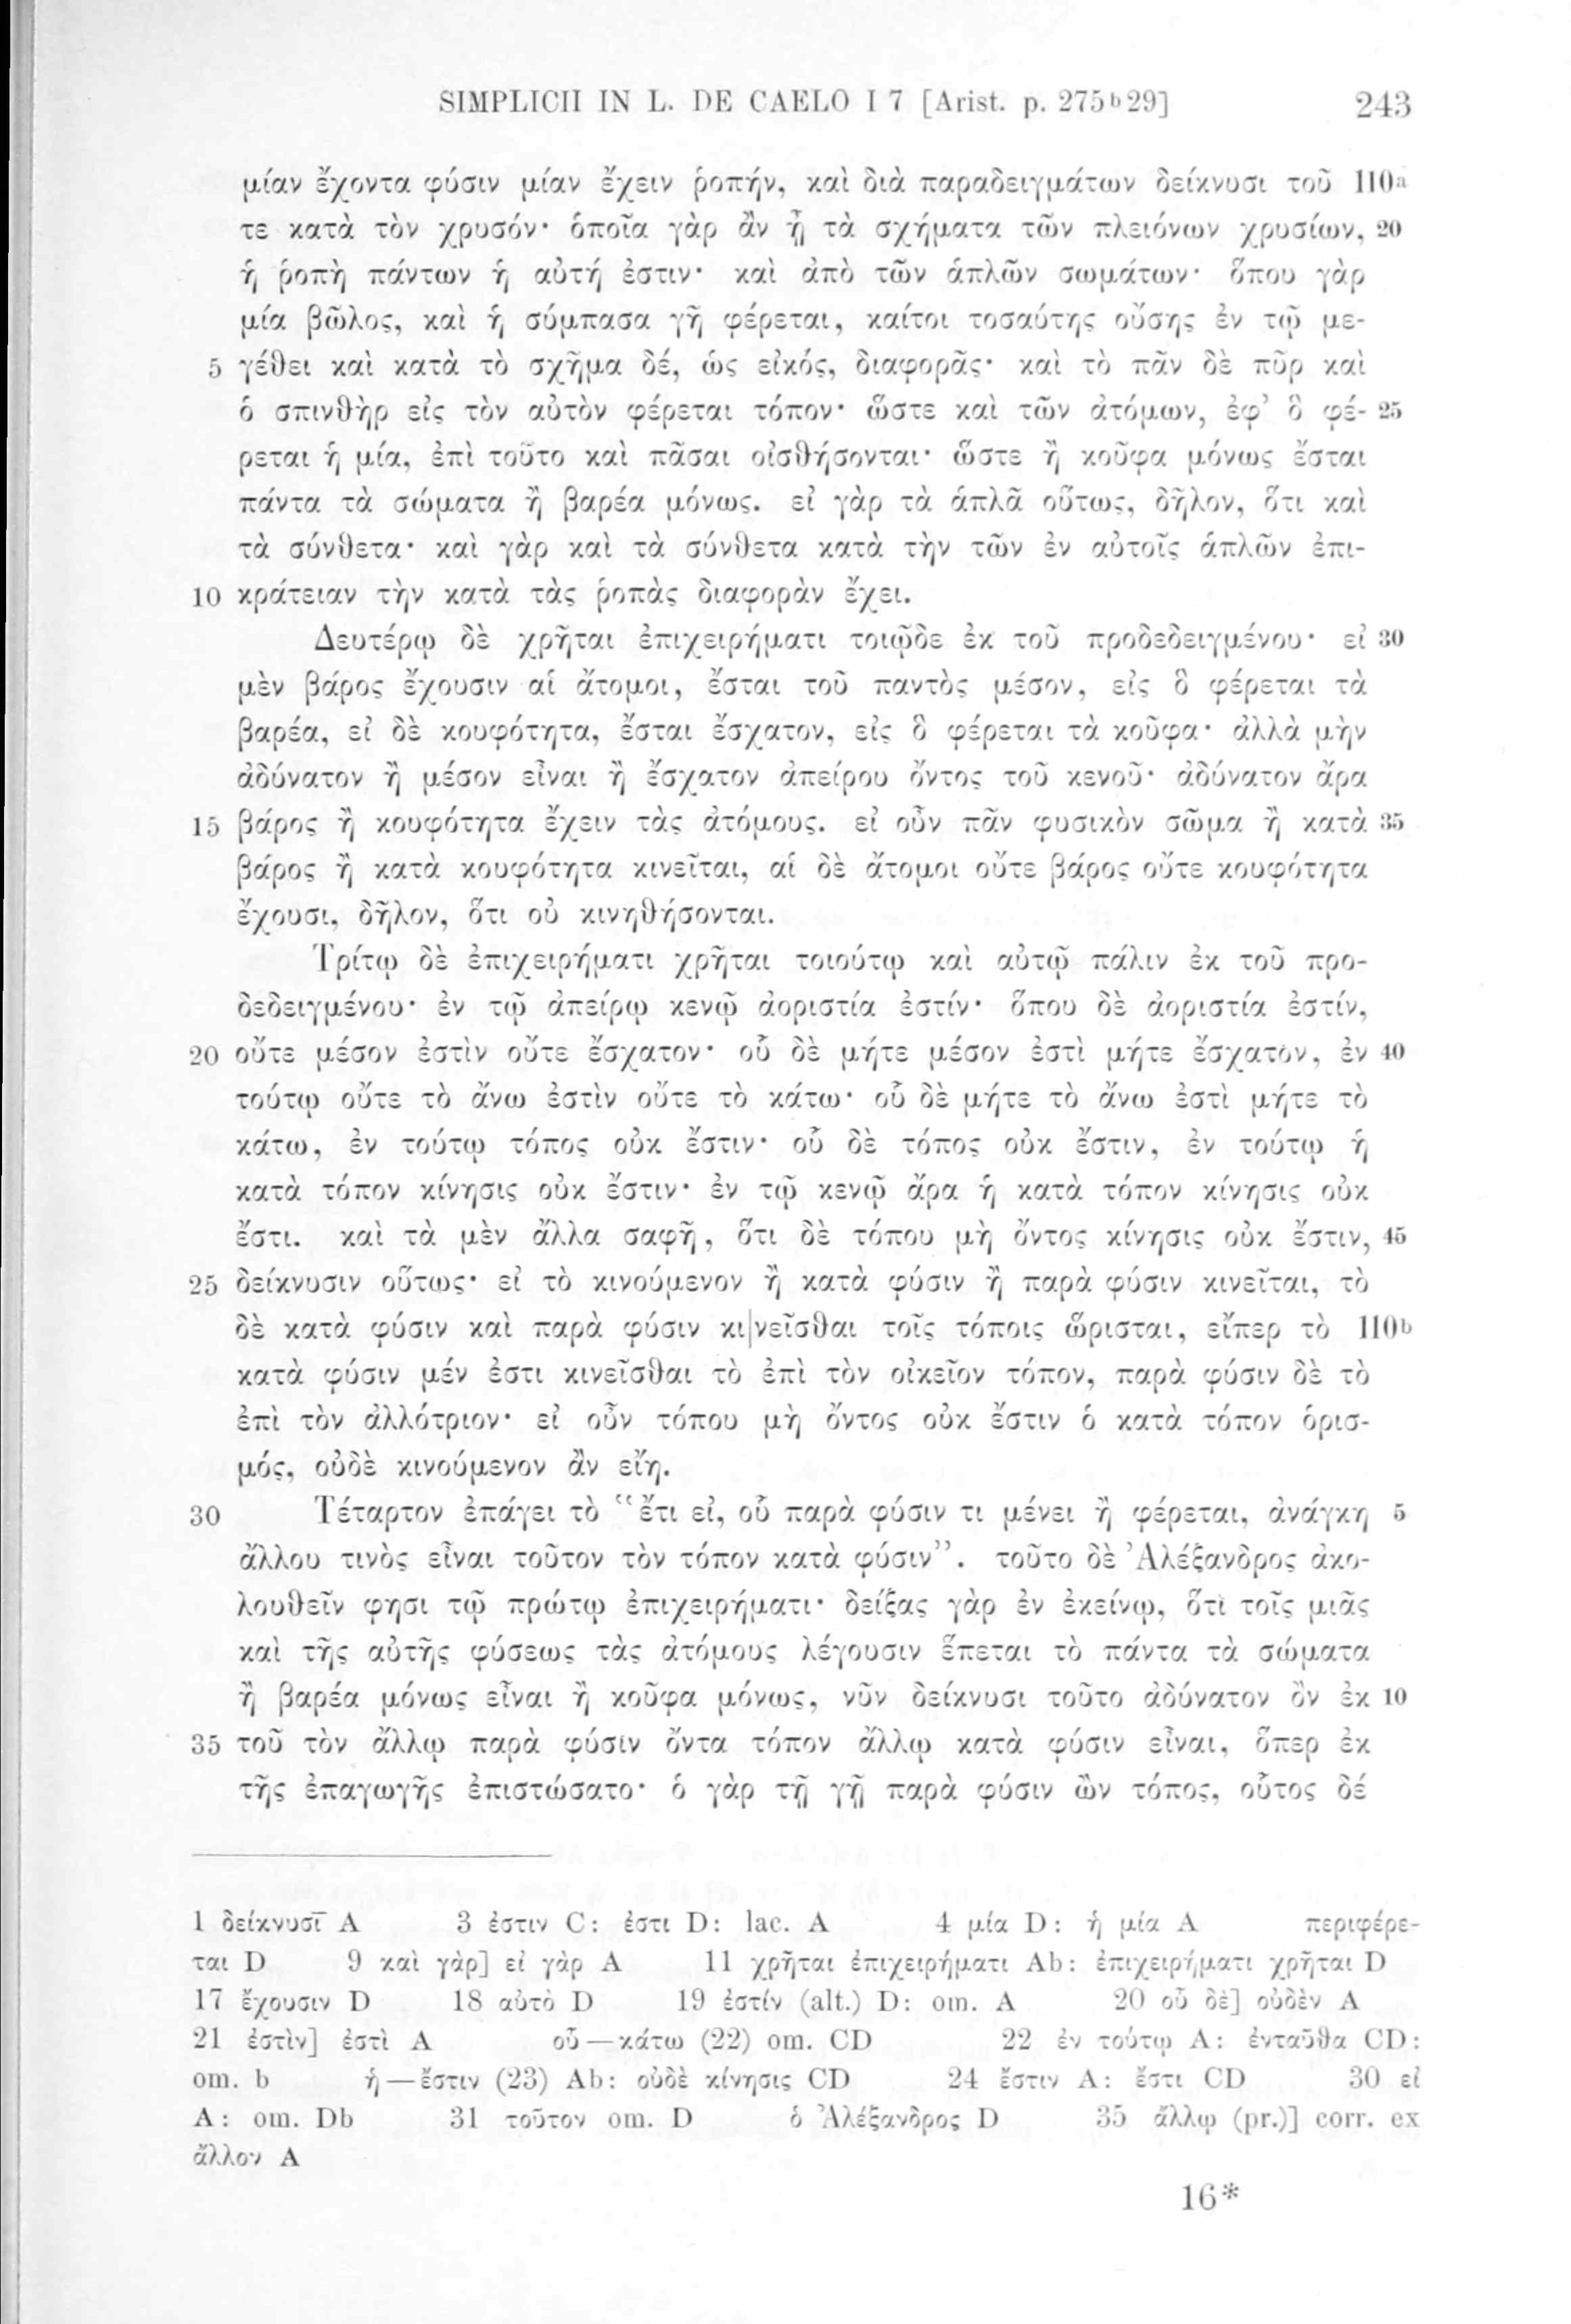 SIMPLICII IN L. DE CAELO I 7 [Arist. p. 275b29] 243
μίαν ἔχοντα φύσιν μίαν ἔχειν ῥοπήν, καὶ διὰ παραδειγμάτων δείκνυσι τοῦ 110a
τε κατὰ τὸν χρυσόν· ὁποῖα γὰρ ἂν ᾖ τὰ σχήματα τῶν πλειόνων χρυσίων, 20
ἡ ῥοπὴ πάντων ἡ αὐτή ἐστιν· καὶ ἀπὸ τῶν ἁπλῶν σωμάτων· ὅπου γὰρ
μία βῶλος, καὶ ἡ σύμπασα γῆ φέρεται, καίτοι τοσαύτης οὔσης ἐν τῷ με-
5 γέθει καὶ κατὰ τὸ σχῆμα δέ, ὡς εἰκός, διαφορᾶς· καὶ τὸ πᾶν δὲ πῦρ καὶ
ὁ σπινθὴρ εἰς τὸν αὐτὸν φέρεται τόπον· ὥστε καὶ τῶν ἀτόμων, ἐφ’ ὃ φέ- 25
ρεται ἡ μία, ἐπὶ τοῦτο καὶ πᾶσαι οἰσθήσονται· ὥστε ἢ κοῦφα μόνως ἔσται
πάντα τὰ σώματα ἢ βαρέα μόνως. εἰ γὰρ τὰ ἁπλᾶ οὕτως, δῆλον, ὅτι καὶ
τὰ σύνθετα· καὶ γὰρ καὶ τὰ σύνθετα κατὰ τὴν τῶν ἐν αὐτοῖς ἁπλῶν ἐπι-
10 κράτειαν τὴν κατὰ τὰς ῥοπὰς διαφορὰν ἔχει.
Δευτέρῳ δὲ χρῆται ἐπιχειρήματι τοιῷδε ἐκ τοῦ προδεδειγμένου· εἰ 30
μὲν βάρος ἔχουσιν αἱ ἄτομοι, ἔσται τοῦ παντὸς μέσον, εἰς ὃ φέρεται τὰ
βαρέα, εἰ δὲ κουφότητα, ἔσται ἔσχατον, εἰς ὃ φέρεται τὰ κοῦφα· ἀλλὰ μὴν
ἀδύνατον ἢ μέσον εἶναι ἢ ἔσχατον ἀπείρου ὄντος τοῦ κενοῦ· ἀδύνατον ἄρα
15 βάρος ἢ κουφότητα ἔχειν τὰς ἀτόμους. εἰ οὖν πᾶν φυσικὸν σῶμα ἢ κατὰ 35
βάρος ἢ κατὰ κουφότητα κινεῖται, αἱ δὲ ἄτομοι οὔτε βάρος οὔτε κουφότητα
ἔχουσι, δῆλον, ὅτι οὐ κινηθήσονται.
Τρίτῳ δὲ ἐπιχειρήματι χρῆται τοιούτῳ καὶ αὐτῷ πάλιν ἐκ τοῦ προ-
δεδειγμένου· ἐν τῷ ἀπείρῳ κενῷ ἀοριστία ἐστίν· ὅπου δὲ ἀοριστία ἐστίν,
20 οὔτε μέσον ἐστὶν οὔτε ἔσχατον· οὗ δὲ μήτε μέσον ἐστὶ μήτε ἔσχατον, ἐν 40
τούτῳ οὔτε τὸ ἄνω ἐστὶν οὔτε τὸ κάτω· οὗ δὲ μήτε τὸ ἄνω ἐστὶ μήτε τὸ
κάτω, ἐν τούτῳ τόπος οὐκ ἔστιν· οὗ δὲ τόπος οὐκ ἔστιν, ἐν τούτῳ ἡ
κατὰ τόπον κίνησις οὐκ ἔστιν· ἐν τῷ κενῷ ἄρα ἡ κατὰ τόπον κίνησις οὐκ
ἔστι. καὶ τὰ μὲν ἄλλα σαφῆ, ὅτι δὲ τόπου μὴ ὄντος κίνησις οὐκ ἔστιν, 45
25 δείκνυσιν οὕτως· εἰ τὸ κινούμενον ἢ κατὰ φύσιν ἢ παρὰ φύσιν κινεῖται, τὸ
δὲ κατὰ φύσιν καὶ παρὰ φύσιν κι|νεῖσθαι τοῖς τόποις ὥρισται, εἴπερ τὸ 110b
κατὰ φύσιν μέν ἐστι κινεῖσθαι τὸ ἐπὶ τὸν οἰκεῖον τόπον, παρὰ φύσιν δὲ τὸ
ἐπὶ τὸν ἀλλότριον· εἰ οὖν τόπου μὴ ὄντος οὐκ ἔστιν ὁ κατὰ τόπον ὁρισ-
μός, οὐδὲ κινούμενον ἂν εἴη.
30 Τέταρτον ἐπάγει τὸ “ἔτι εἰ, οὗ παρὰ φύσιν τι μένει ἢ φέρεται, ἀνάγκη 5
ἄλλου τινὸς εἶναι τοῦτον τὸν τόπον κατὰ φύσιν”. τοῦτο δὲ Ἀλέξανδρος ἀκο-
λουθεῖν φησι τῷ πρώτῳ ἐπιχειρήματι· δείξας γὰρ ἐν ἐκείνῳ, ὅτι τοῖς μιᾶς
καὶ τῆς αὐτῆς φύσεως τὰς ἀτόμους λέγουσιν ἕπεται τὸ πάντα τὰ σώματα
ἢ βαρέα μόνως εἶναι ἢ κοῦφα μόνως, νῦν δείκνυσι τοῦτο ἀδύνατον ὂν ἐκ 10
35 τοῦ τὸν ἄλλῳ παρὰ φύσιν ὄντα τόπον ἄλλῳ κατὰ φύσιν εἶναι, ὅπερ ἐκ
τῆς ἐπαγωγῆς ἐπιστώσατο· ὁ γὰρ τῇ γῇ παρὰ φύσιν ὢν τόπος, οὗτος δέ
1 δείκνυσῑ A 3 ἐστιν C: ἐστι D: lac. A 4 μία D: ἡ μία A περιφέρε-
ται D 9 καὶ γὰρ] εἰ γὰρ A 11 χρῆται ἐπιχειρήματι Ab: ἐπιχειρήματι χρῆται D
17 ἔχουσιν D 18 αὐτὸ D 19 ἐστίν (alt.) D: om. A 20 οὗ δὲ] οὐδὲν A
21 ἐστὶν] ἐστὶ A οὗ—κάτω (22) om. CD 22 ἐν τούτῳ A: ἐνταῦθα CD:
om. b ἡ—ἔστιν (23) Ab: οὐδὲ κίνησις CD 24 ἔστιν A: ἔστι CD 30 εἰ
A: om. Db 31 τοῦτον om. D ὁ Ἀλέξανδρος D 35 ἄλλῳ (pr.)] corr. ex
ἄλλον A
16*